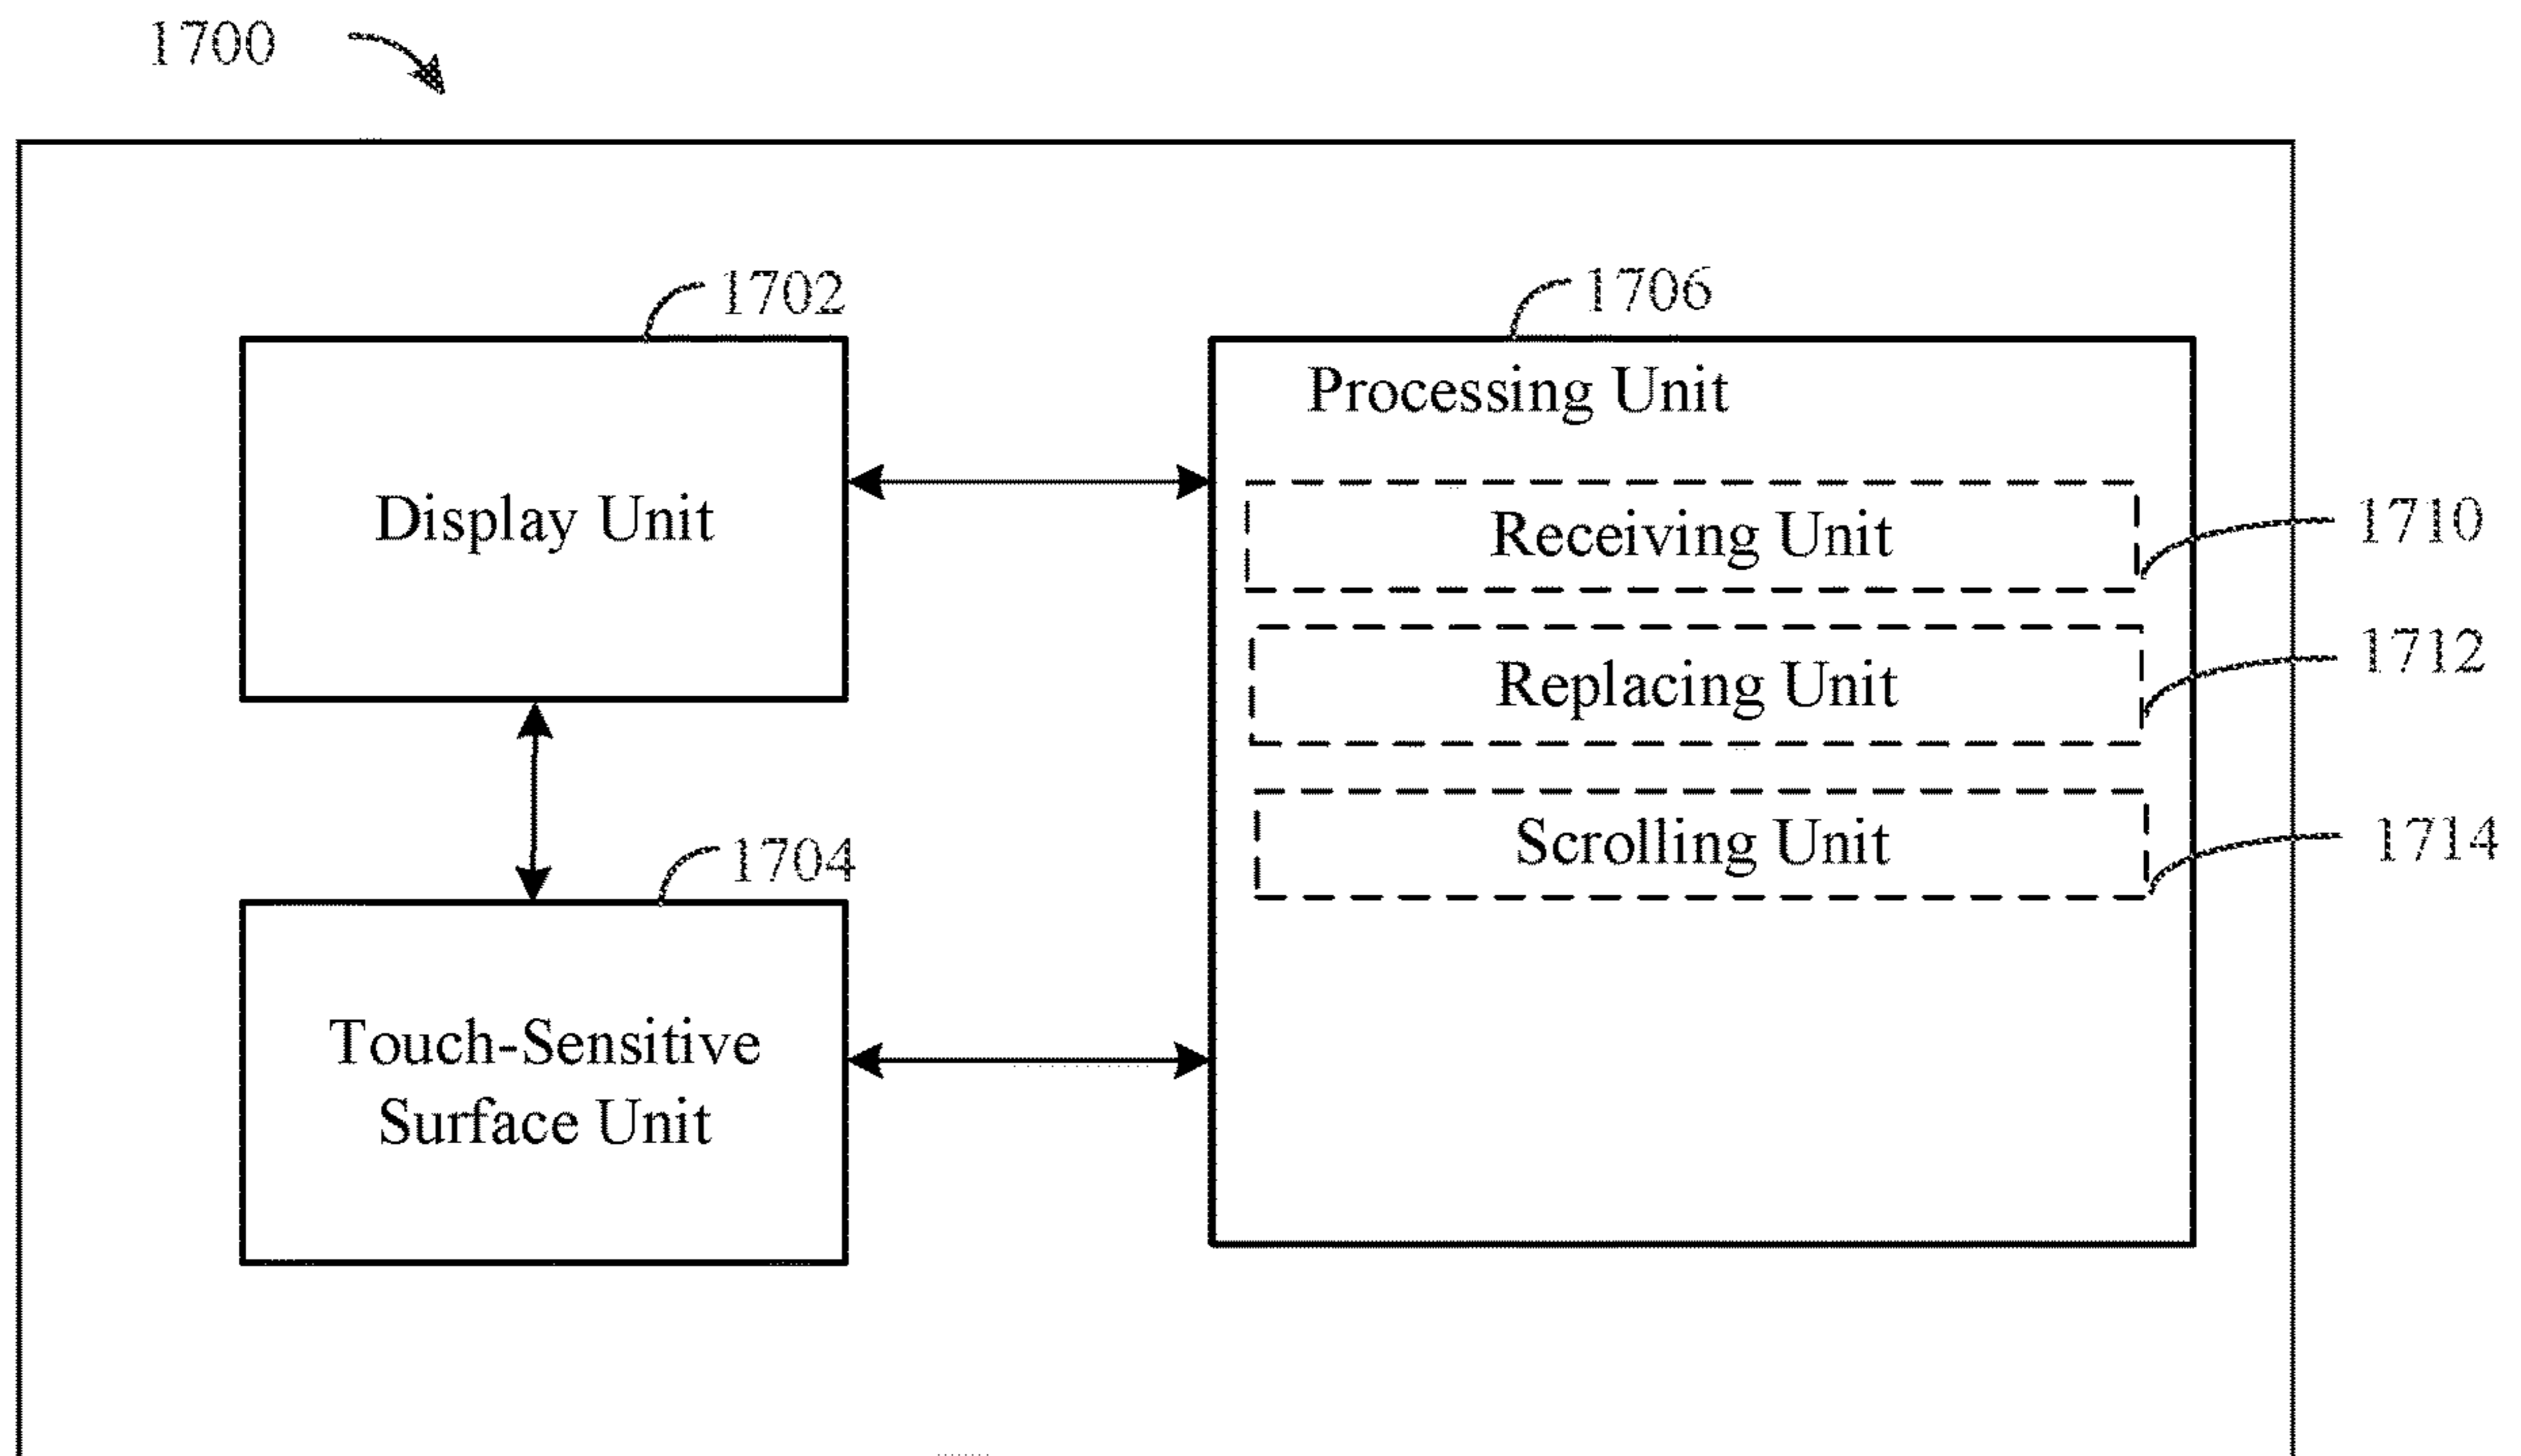 1700
1702
1706
Processing Unit
Display Unit
Receiving Unit
1710
Replacing Unit
1712
Scrolling Unit
1714
1704
Touch-Sensitive
Surface Unit